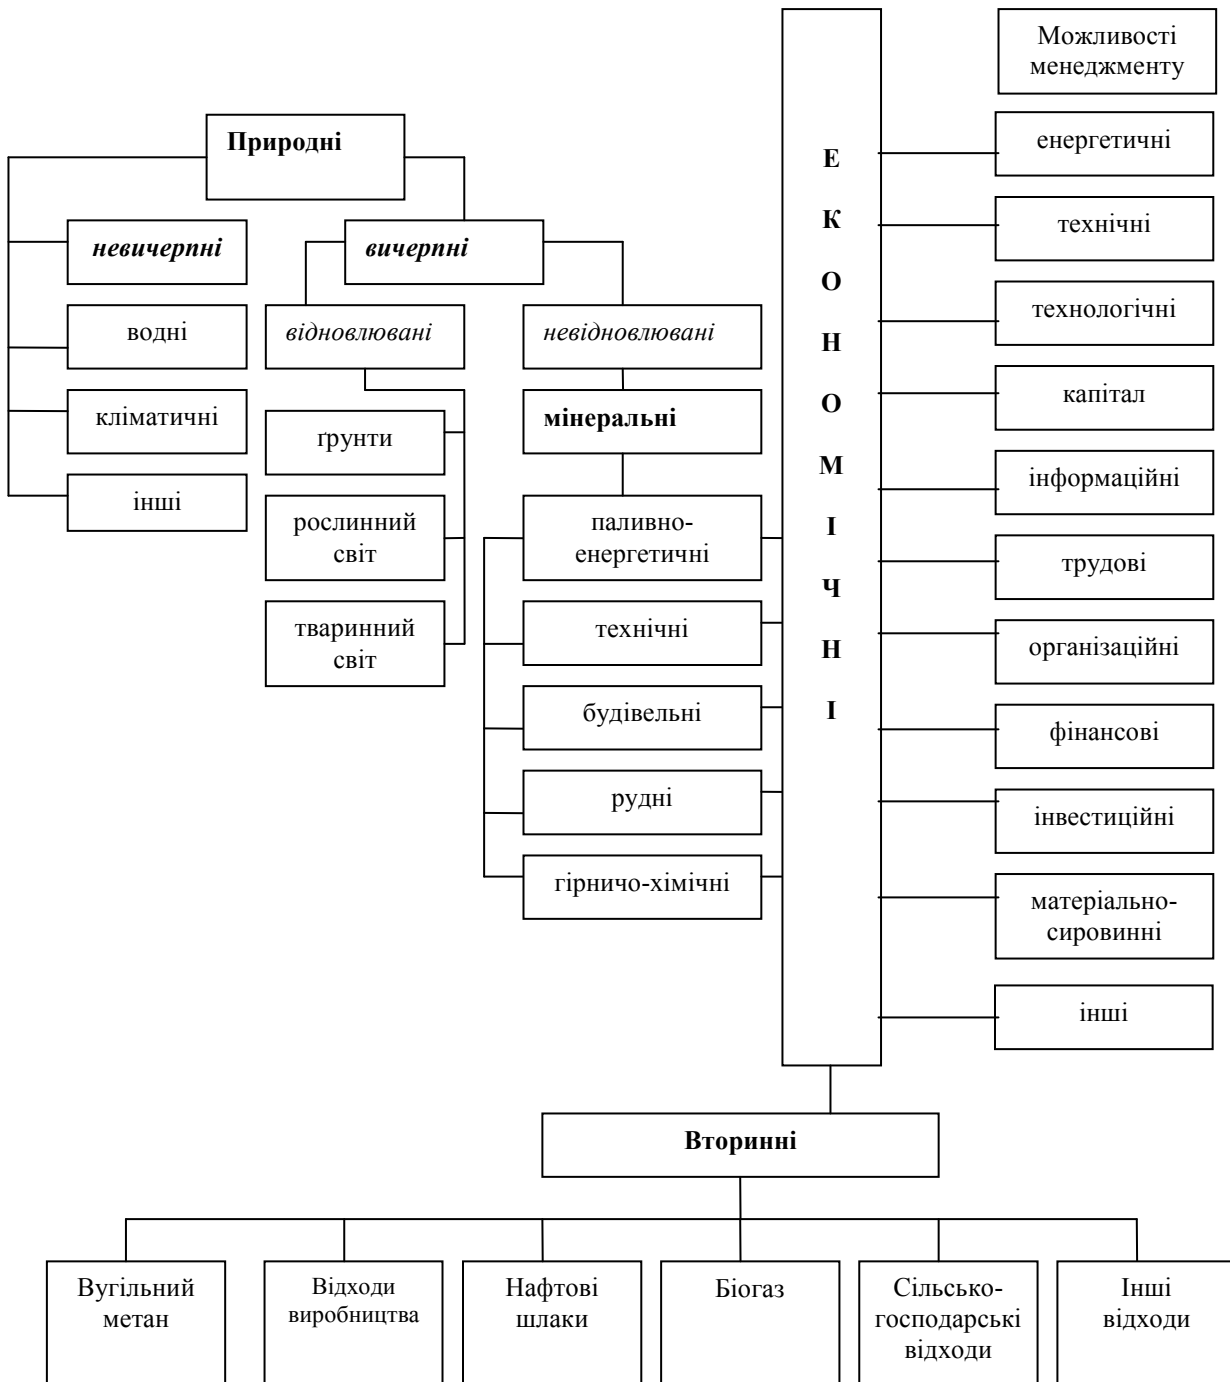 Природні
невичерпні
водні
кліматичні
інші
вичерпні
відновлювані
ґрунти
рослинний
світ
тваринний
світ
невідновлювані
мінеральні
паливно-
енергетичні
технічні
будівельні
рудні
гірничо-хімічні
Е
К
О
Н
О
М
І
Ч
Н
І
Можливості
менеджменту
енергетичні
технічні
технологічні
капітал
інформаційні
трудові
організаційні
фінансові
інвестиційні
матеріально-
сировинні
інші
Вторинні
Вугільний
метан
Відходи
виробництва
Нафтові
шлаки
Біогаз
Сільсько-
господарські
відходи
Інші
відходи